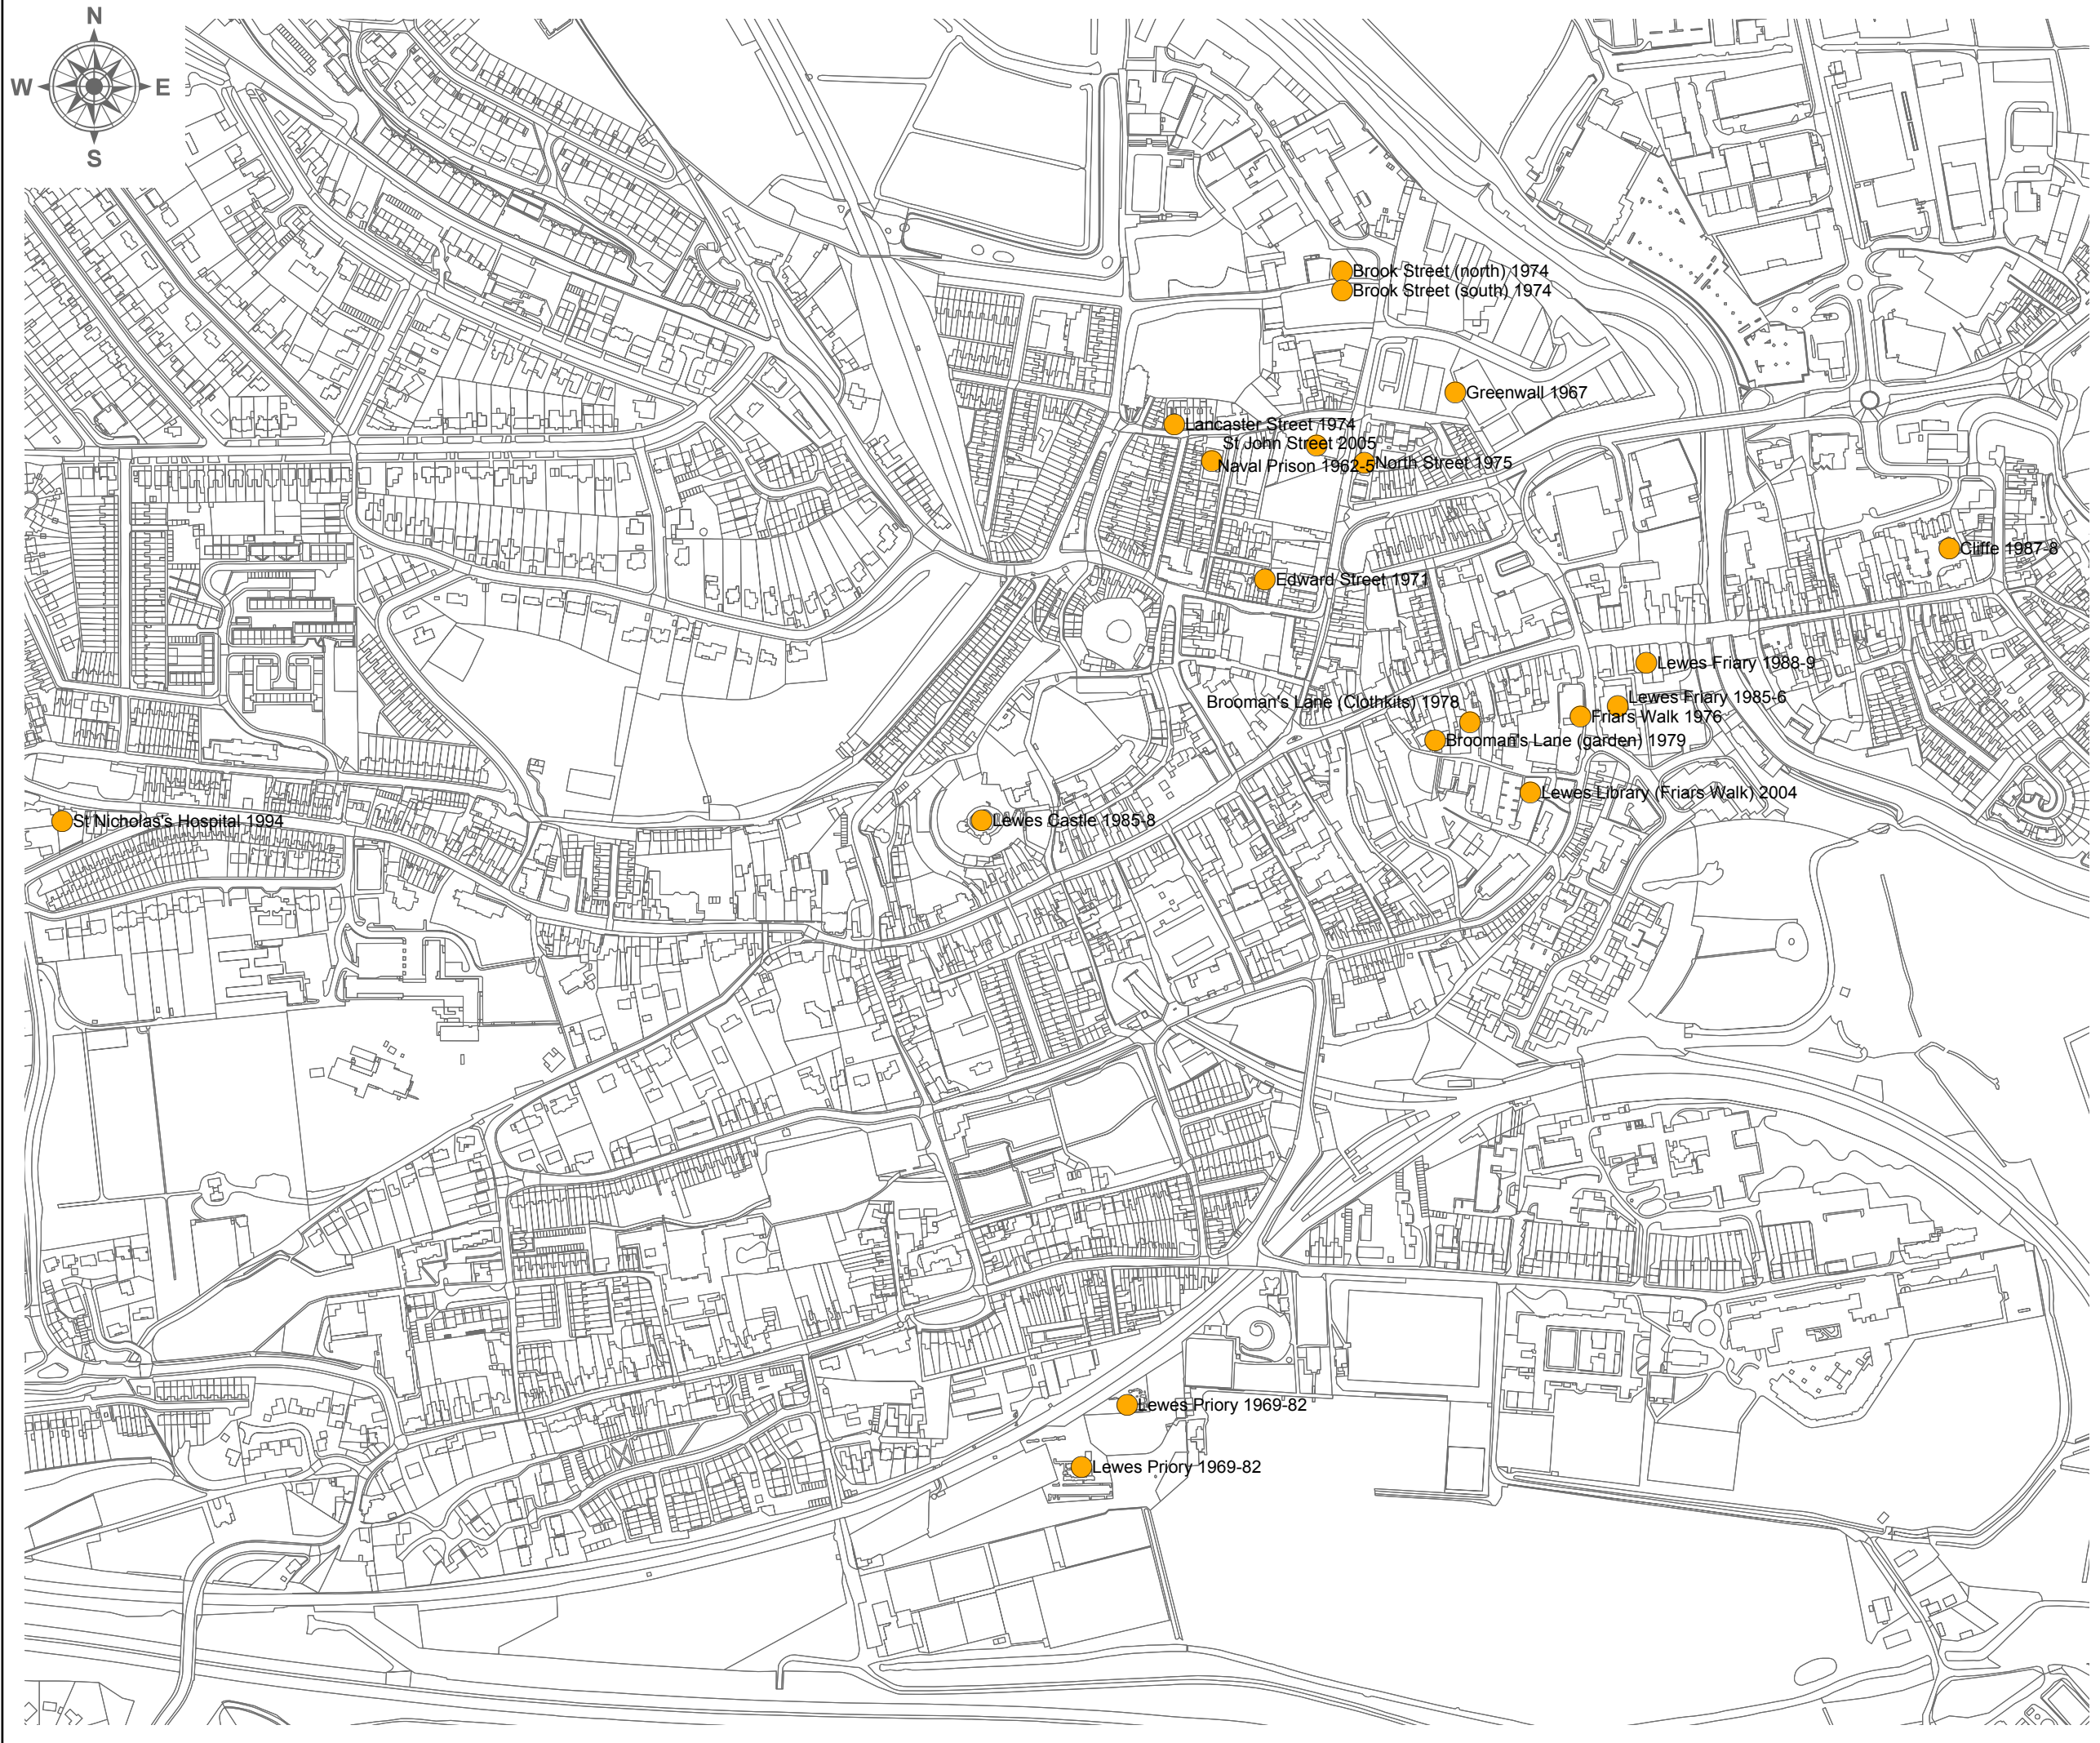 N
W E
S
Brook Street (north) 1974
Brook Street (south) 1974
Greenwall 1967
Lancaster Street 1974
St John Street 2005
Naval Prison 1962-5
North Street 1975
Cliffe 1987-8
Edward Street 1971
Lewes Friary 1988-9
Lewes Friary 1985-6
Brooman's Lane (Clothkits) 1978
Friars Walk 1976
Brooman's Lane (garden) 1979
Lewes Library (Friars Walk) 2004
St Nicholas's Hospital 1994
Lewes Castle 1985-8
Lewes Priory 1969-82
Lewes Priory 1969-82